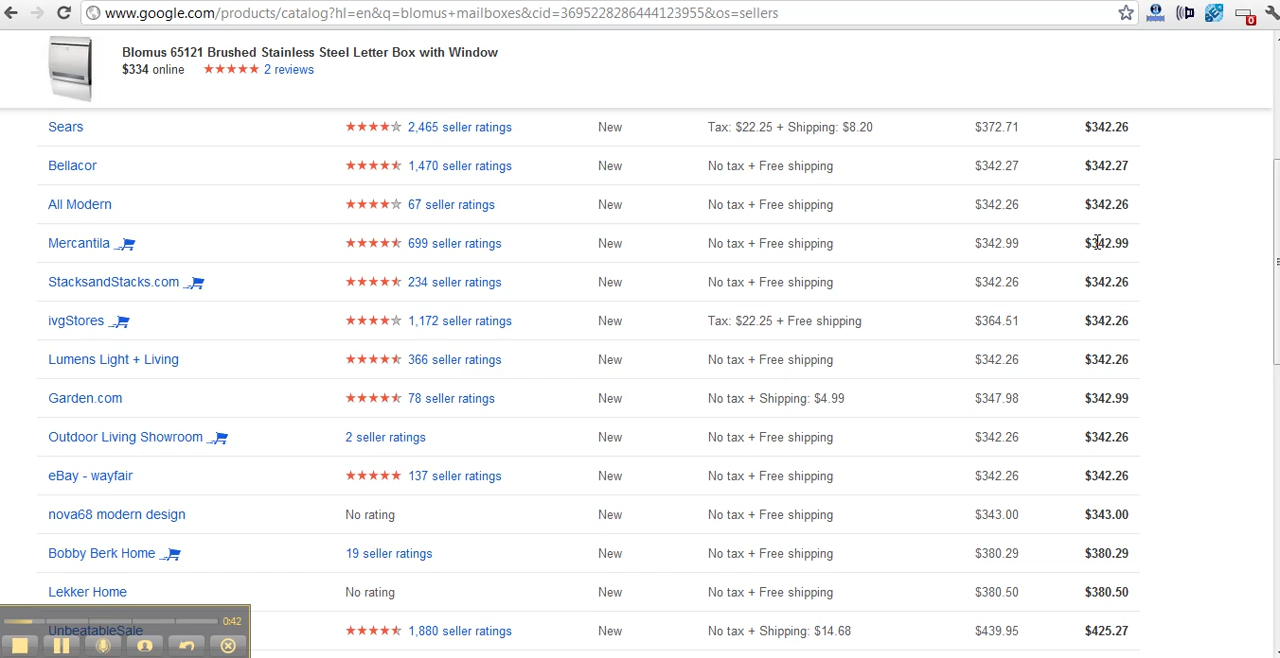 www.google.com/products/catalog?hl=en&q=blomus+mailboxes&cid=3695228286444123955&os=sellers
Blomus 65121 Brushed Stainless Steel Letter Box with Window
$334 online 2 reviews
Sears 2,465 seller ratings New Tax: $22.25 + Shipping: $8.20 $372.71 $342.26
Bellacor 1,470 seller ratings New No tax + Free shipping $342.27 $342.27
All Modern 67 seller ratings New No tax + Free shipping $342.26 $342.26
Mercantila 699 seller ratings New No tax + Free shipping $342.99 $342.99
StacksandStacks.com 234 seller ratings New No tax + Free shipping $342.26 $342.26
ivgStores 1,172 seller ratings New Tax: $22.25 + Free shipping $364.51 $342.26
Lumens Light + Living 366 seller ratings New No tax + Free shipping $342.26 $342.26
Garden.com 78 seller ratings New No tax + Shipping: $4.99 $347.98 $342.99
Outdoor Living Showroom 2 seller ratings New No tax + Free shipping $342.26 $342.26
eBay - wayfair 137 seller ratings New No tax + Free shipping $342.26 $342.26
nova68 modern design No rating New No tax + Free shipping $343.00 $343.00
Bobby Berk Home 19 seller ratings New No tax + Free shipping $380.29 $380.29
Lekker Home No rating New No tax + Free shipping $380.50 $380.50
0:42
UnbeatableSale 1,880 seller ratings New No tax + Shipping: $14.68 $439.95 $425.27